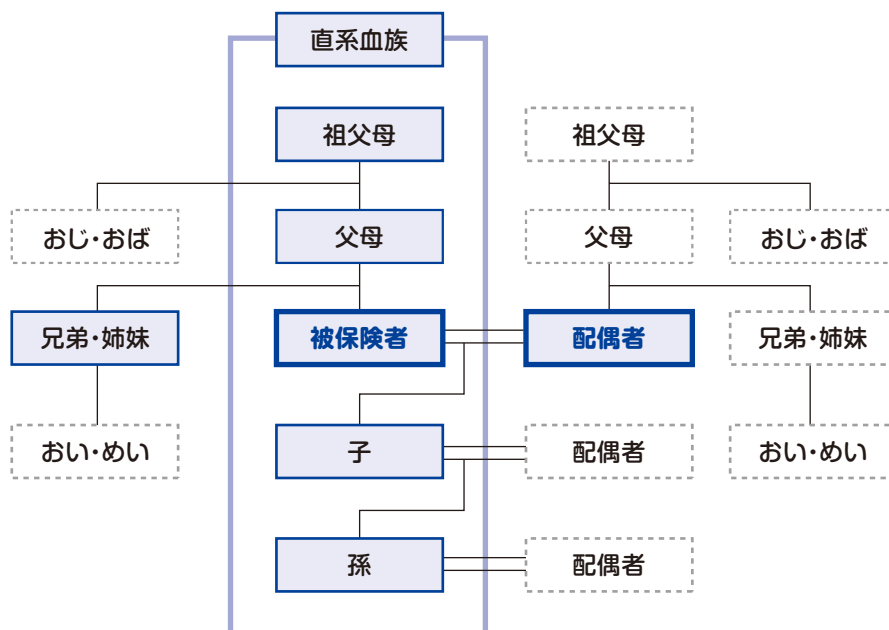 直系血族
祖父母
祖父母
おじ・おば
父母
父母
おじ・おば
兄弟・姉妹
被保険者
配偶者
兄弟・姉妹
おい・めい
子
配偶者
おい・めい
孫
配偶者